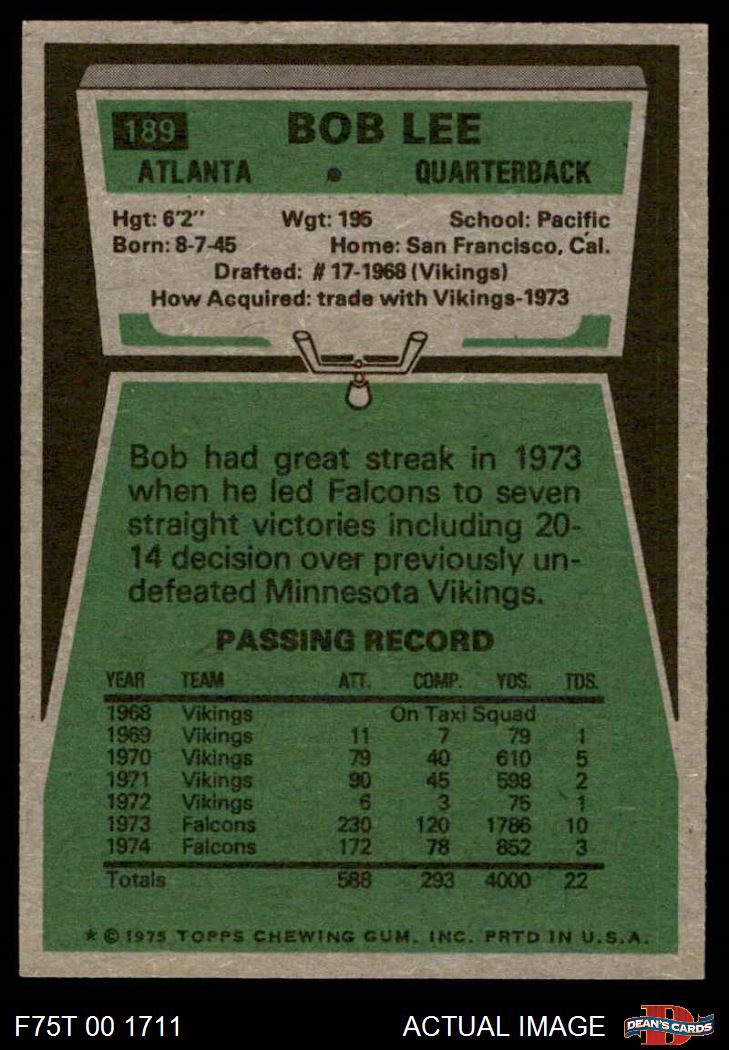 189 BOB LEE
ATLANTA • QUARTERBACK
Hgt: 6'2" Wgt: 195 School: Pacific
Born: 8-7-45 Home: San Francisco, Cal.
Drafted: #17-1968 (Vikings)
How Acquired: trade with Vikings-1973
Bob had great streak in 1973
when he led Falcons to seven
straight victories including 20-
14 decision over previously un-
defeated Minnesota Vikings.
PASSING RECORD
YEAR TEAM ATT. COMP. YDS. TDS.
1968 Vikings On Taxi Squad
1969 Vikings 11 7 79 1
1970 Vikings 79 40 610 5
1971 Vikings 90 45 598 2
1972 Vikings 6 3 75 1
1973 Falcons 230 120 1786 10
1974 Falcons 172 78 852 3
Totals 588 293 4000 22
* © 1975 TOPPS CHEWING GUM, INC. PRTD IN U.S.A.
F75T 00 1711 ACTUAL IMAGE D DEAN'S CARDS